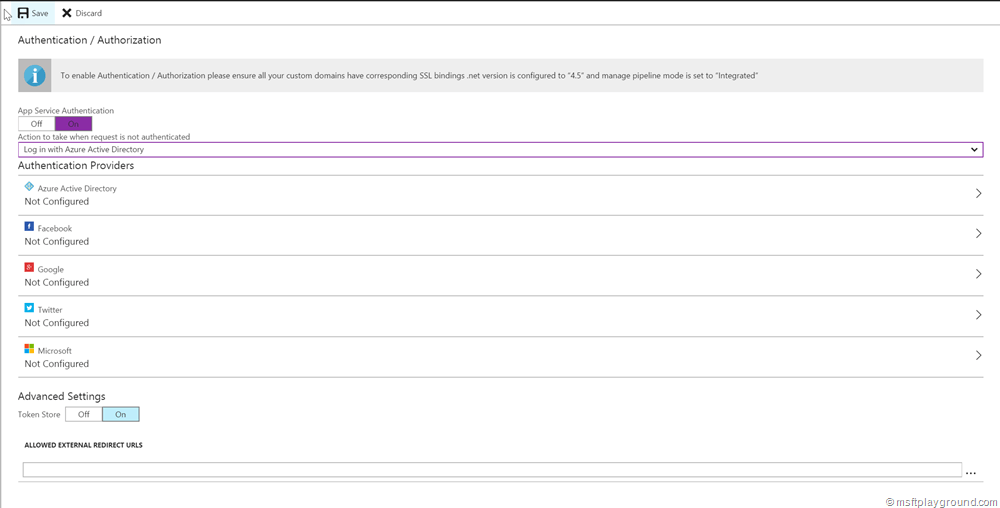 Save Discard
Authentication / Authorization
To enable Authentication / Authorization please ensure all your custom domains have corresponding SSL bindings .net version is configured to "4.5" and manage pipeline mode is set to "Integrated"
App Service Authentication
Off On
Action to take when request is not authenticated
Log in with Azure Active Directory
Authentication Providers
Azure Active Directory
Not Configured
Facebook
Not Configured
Google
Not Configured
Twitter
Not Configured
Microsoft
Not Configured
Advanced Settings
Token Store Off On
ALLOWED EXTERNAL REDIRECT URLS
...
© msftplayground.com